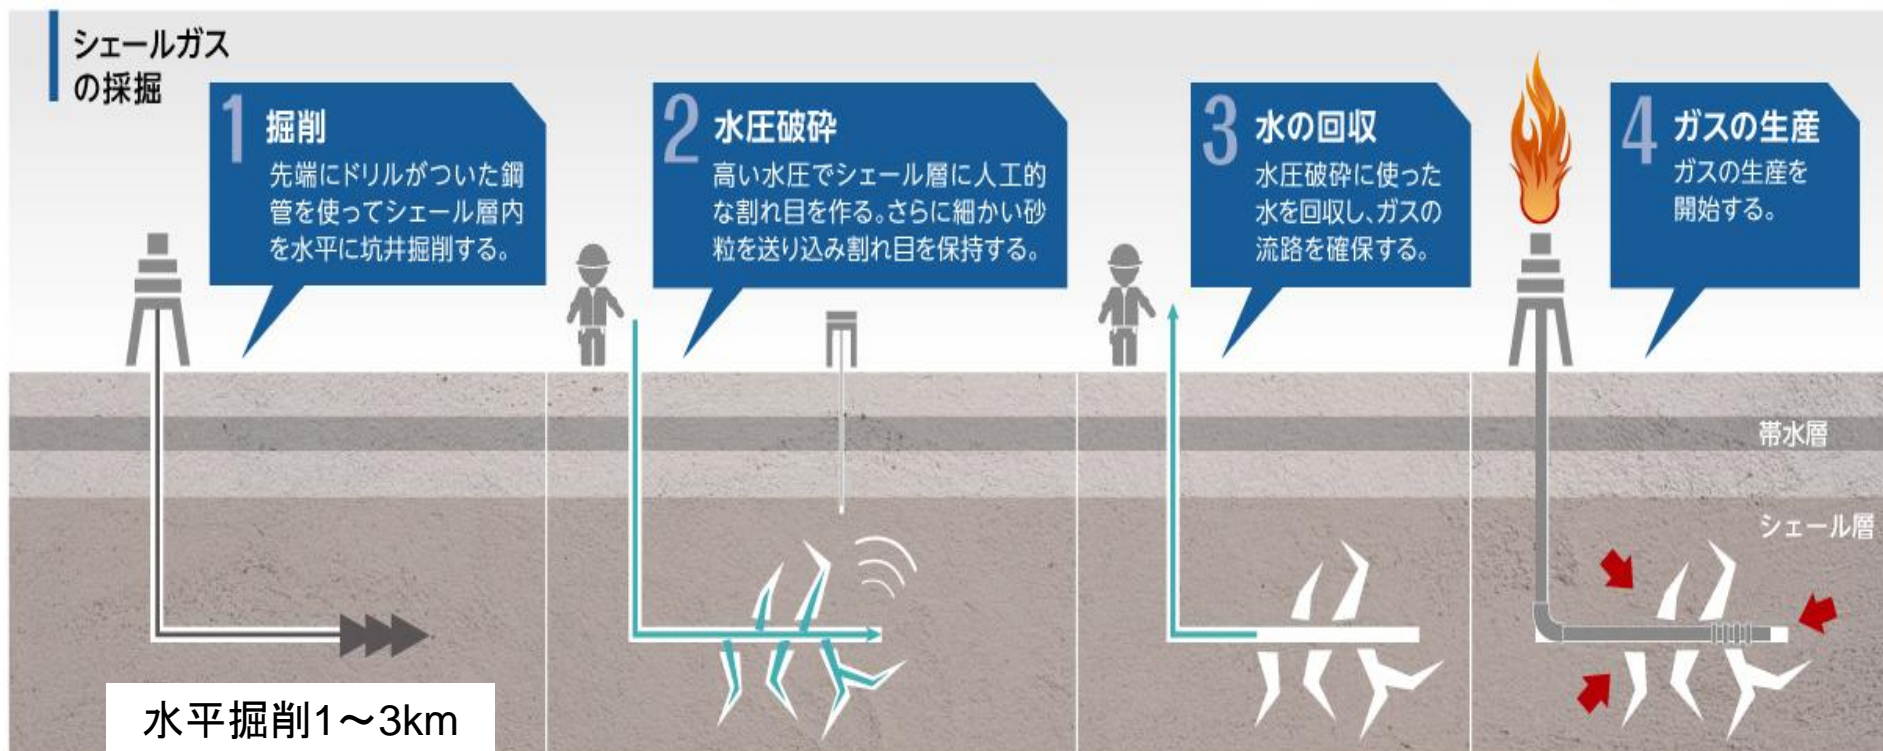 シェールガス
の採掘
1 掘削
先端にドリルがついた鋼
管を使ってシェール層内
を水平に坑井掘削する。
2 水圧破砕
高い水圧でシェール層に人工的
な割れ目を作る。さらに細かい砂
粒を送り込み割れ目を保持する。
3 水の回収
水圧破砕に使った
水を回収し、ガスの
流路を確保する。
4 ガスの生産
ガスの生産を
開始する。
帯水層
シェール層
水平掘削1～3km